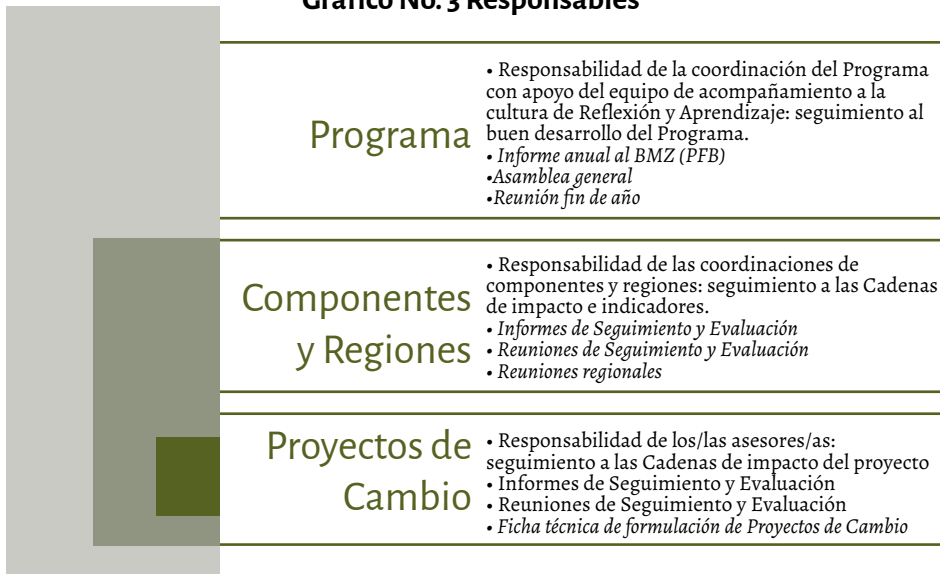 Gráfico No. 3 Responsables
Programa
• Responsabilidad de la coordinación del Programa
con apoyo del equipo de acompañamiento a la
cultura de Reflexión y Aprendizaje: seguimiento al
buen desarrollo del Programa.
• Informe anual al BMZ (PFB)
•Asamblea general
•Reunión fin de año
Componentes
y Regiones
• Responsabilidad de las coordinaciones de
componentes y regiones: seguimiento a las Cadenas
de impacto e indicadores.
• Informes de Seguimiento y Evaluación
• Reuniones de Seguimiento y Evaluación
• Reuniones regionales
Proyectos de
Cambio
• Responsabilidad de los/las asesores/as:
seguimiento a las Cadenas de impacto del proyecto
• Informes de Seguimiento y Evaluación
• Reuniones de Seguimiento y Evaluación
• Ficha técnica de formulación de Proyectos de Cambio